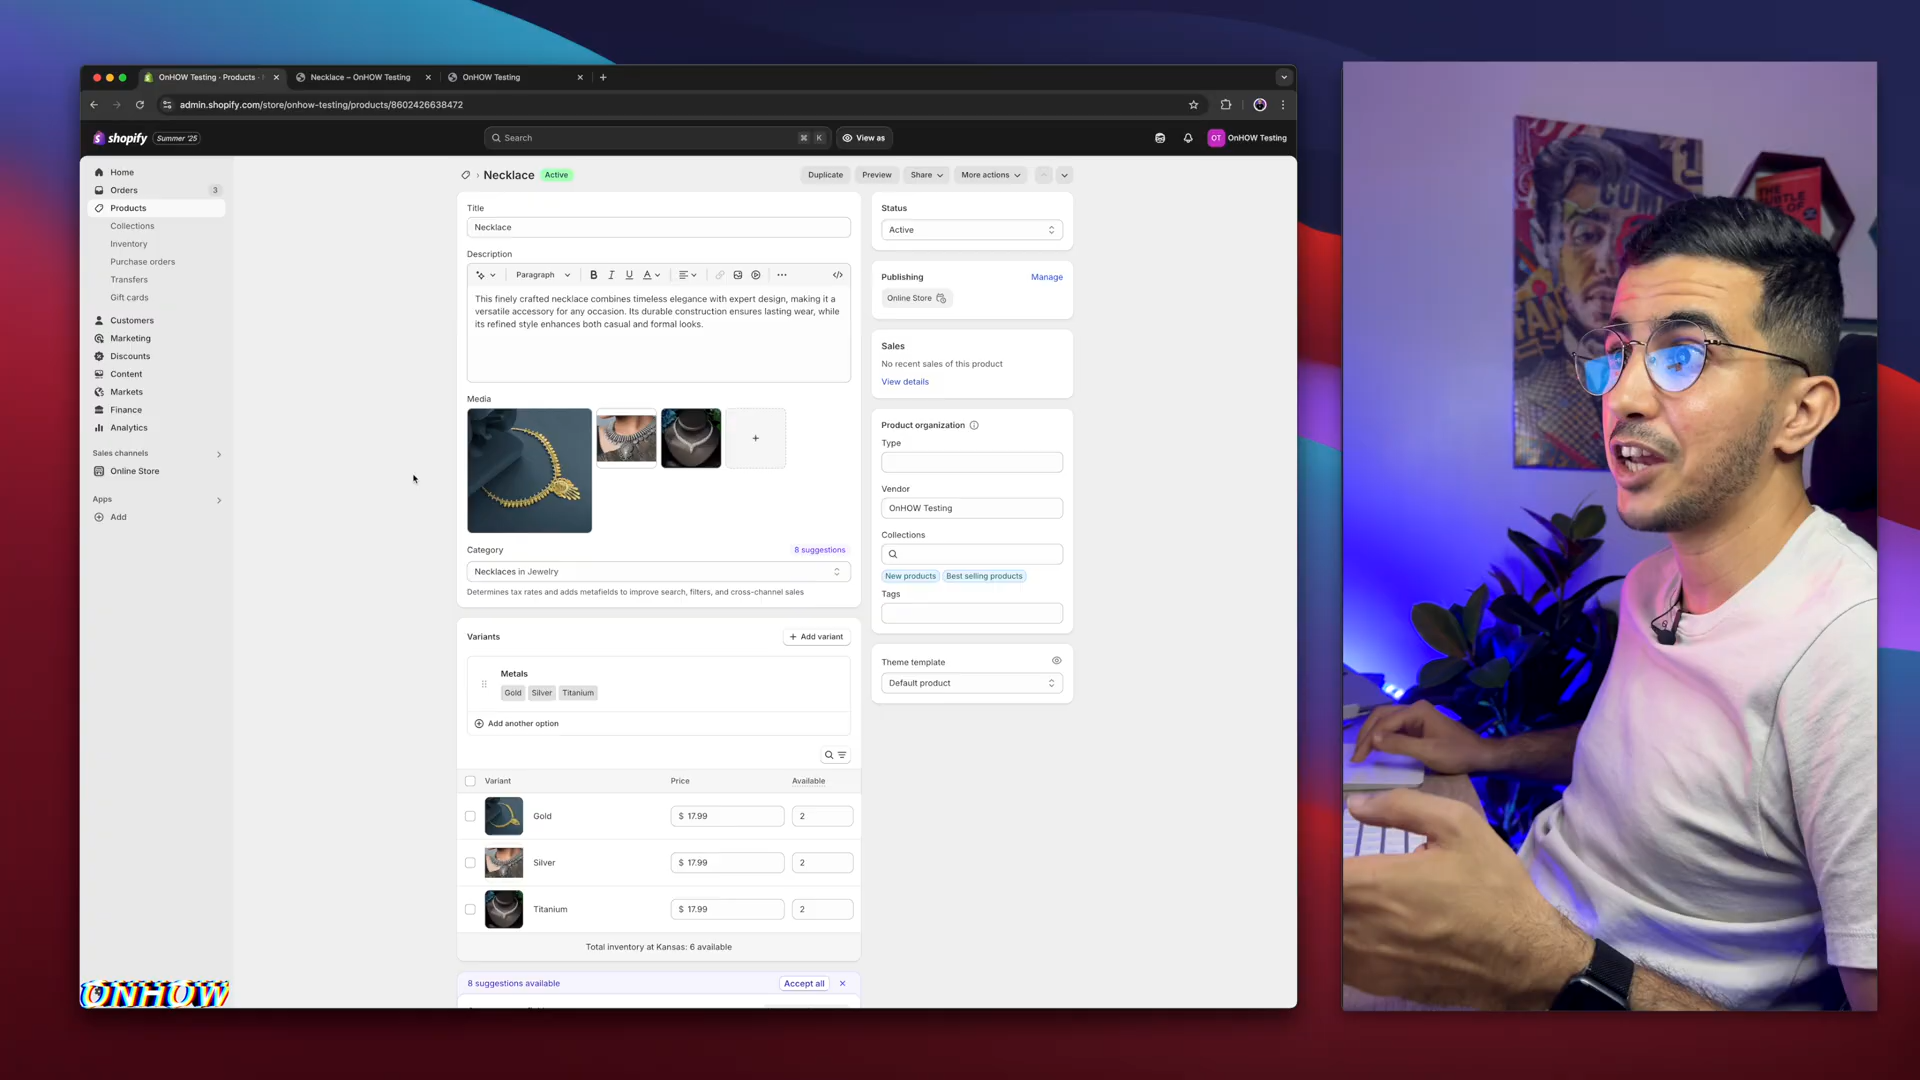 OnHOW Testing - Products -
Necklace – OnHOW Testing
OnHOW Testing
admin.shopify.com/store/onhow-testing/products/8602426638472
shopify
Summer '25
Search
⌘ K
View as
OT
OnHOW Testing
Home
Orders
3
Products
Collections
Inventory
Purchase orders
Transfers
Gift cards
Customers
Marketing
Discounts
Content
Markets
Finance
Analytics
Sales channels
Online Store
Apps
Add
Necklace
Active
Duplicate
Preview
Share
More actions
Title
Necklace
Description
Paragraph
B
I
U
A
This finely crafted necklace combines timeless elegance with expert design, making it a
versatile accessory for any occasion. Its durable construction ensures lasting wear, while
its refined style enhances both casual and formal looks.
Media
Category
8 suggestions
Necklaces in Jewelry
Determines tax rates and adds metafields to improve search, filters, and cross-channel sales
Variants
Add variant
Metals
Gold
Silver
Titanium
Add another option
Variant
Price
Available
Gold
$ 17.99
2
Silver
$ 17.99
2
Titanium
$ 17.99
2
Total inventory at Kansas: 6 available
8 suggestions available
Accept all
Status
Active
Publishing
Manage
Online Store
Sales
No recent sales of this product
View details
Product organization
Type
Vendor
OnHOW Testing
Collections
New products
Best selling products
Tags
Theme template
Default product
ONHOW
THE
SUBTLE